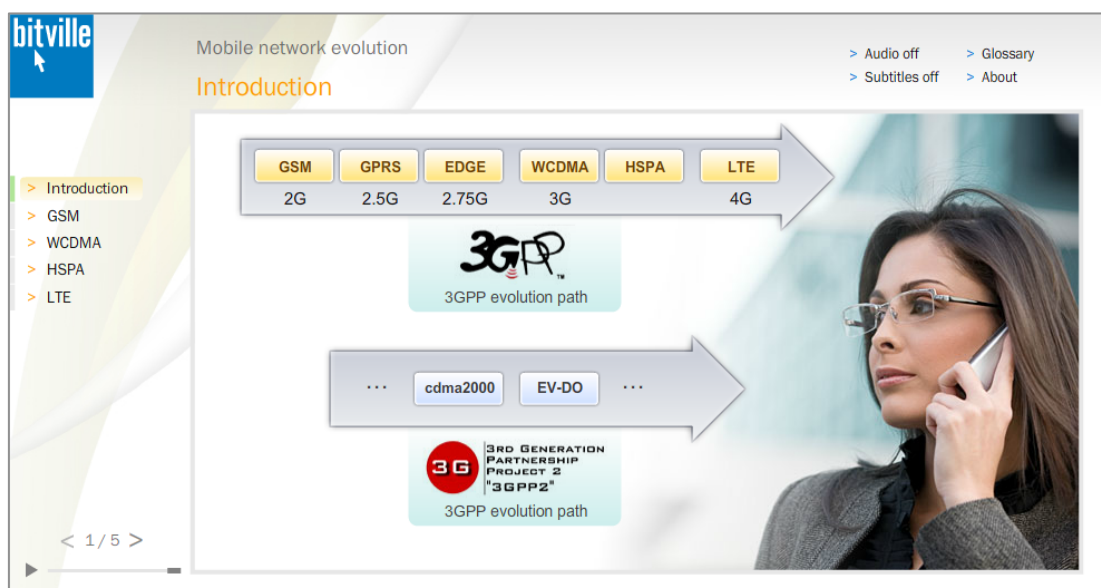 bitville
Mobile network evolution
Introduction
> Audio off
> Glossary
> Subtitles off
> About
> Introduction
> GSM
> WCDMA
> HSPA
> LTE
GSM GPRS EDGE WCDMA HSPA LTE
2G 2.5G 2.75G 3G 4G
3GPP™
3GPP evolution path
... cdma2000 EV-DO ...
3G
3RD GENERATION
PARTNERSHIP
PROJECT 2
"3GPP2"
3GPP evolution path
< 1/5 >